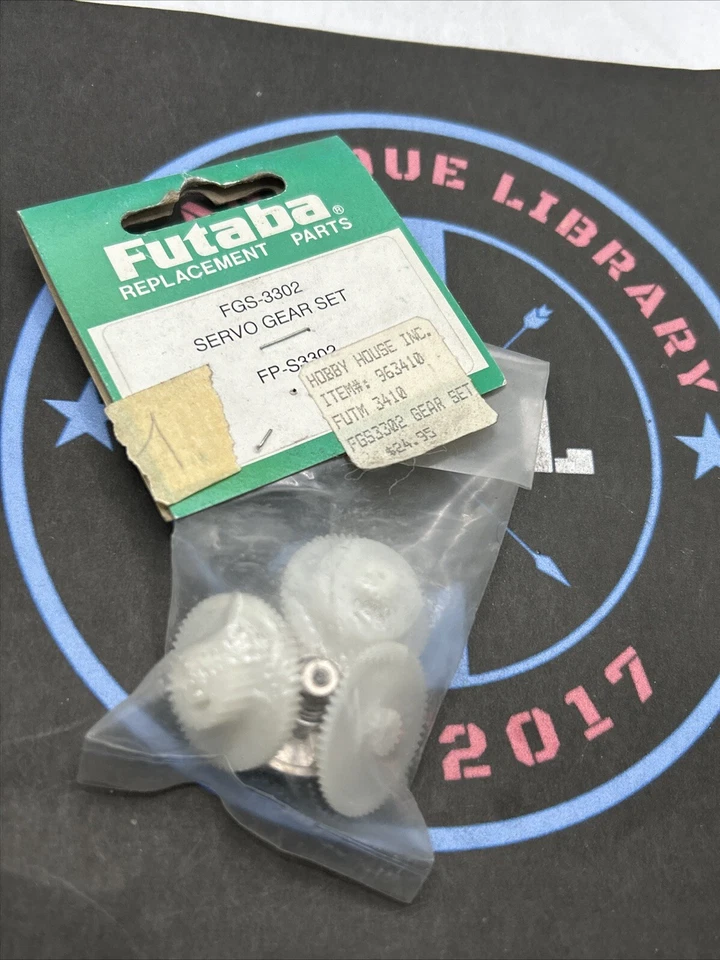 Futaba®
REPLACEMENT PARTS
FGS-3302
SERVO GEAR SET
FP-S3302
1
HOBBY HOUSE INC.
ITEM#: 963410
FUTM 3410
FGS3302 GEAR SET
$24.95
QUE LIBRARY
2017